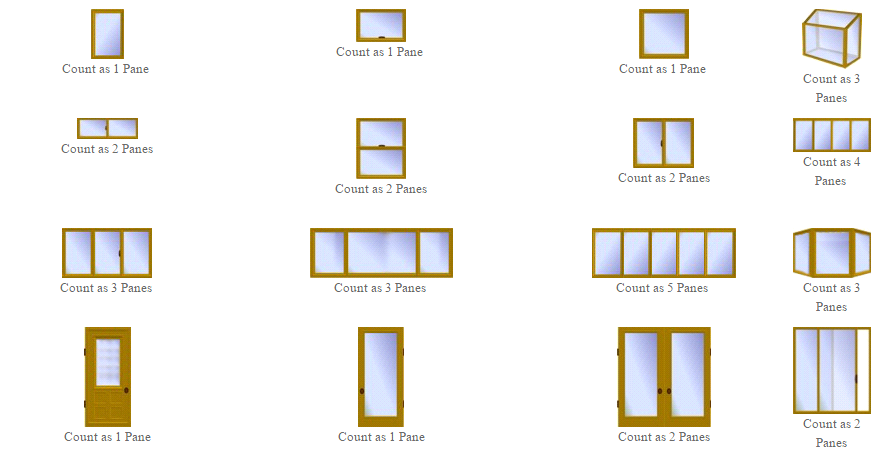 Count as 1 Pane
Count as 1 Pane
Count as 1 Pane
Count as 3
Panes
Count as 2 Panes
Count as 2 Panes
Count as 2 Panes
Count as 4
Panes
Count as 3 Panes
Count as 3 Panes
Count as 5 Panes
Count as 3
Panes
Count as 1 Pane
Count as 1 Pane
Count as 2 Panes
Count as 2
Panes